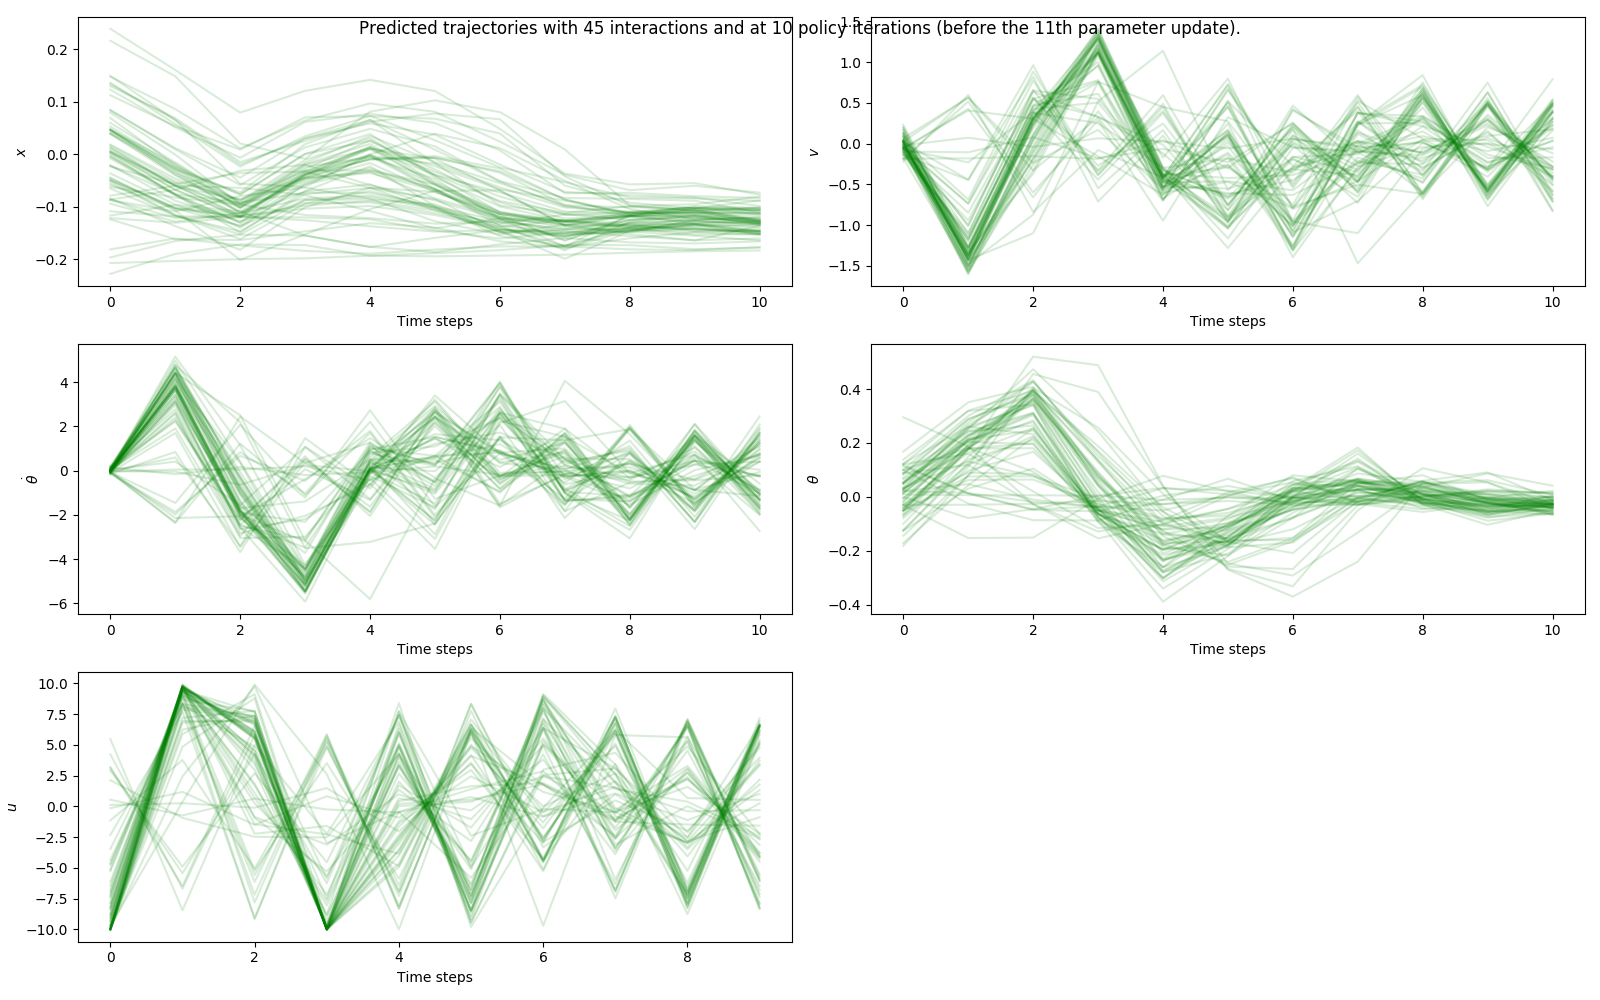 Predicted trajectories with 45 interactions and at 10 policy iterations (before the 11th parameter update).
0.2
0.1
0.0
−0.1
−0.2
x
0 2 4 6 8 10
Time steps
1.5
1.0
0.5
0.0
−0.5
−1.0
−1.5
v
0 2 4 6 8 10
Time steps
4
2
0
−2
−4
−6
θ̇
0 2 4 6 8 10
Time steps
0.4
0.2
0.0
−0.2
−0.4
θ
0 2 4 6 8 10
Time steps
10.0
7.5
5.0
2.5
0.0
−2.5
−5.0
−7.5
−10.0
u
0 2 4 6 8
Time steps